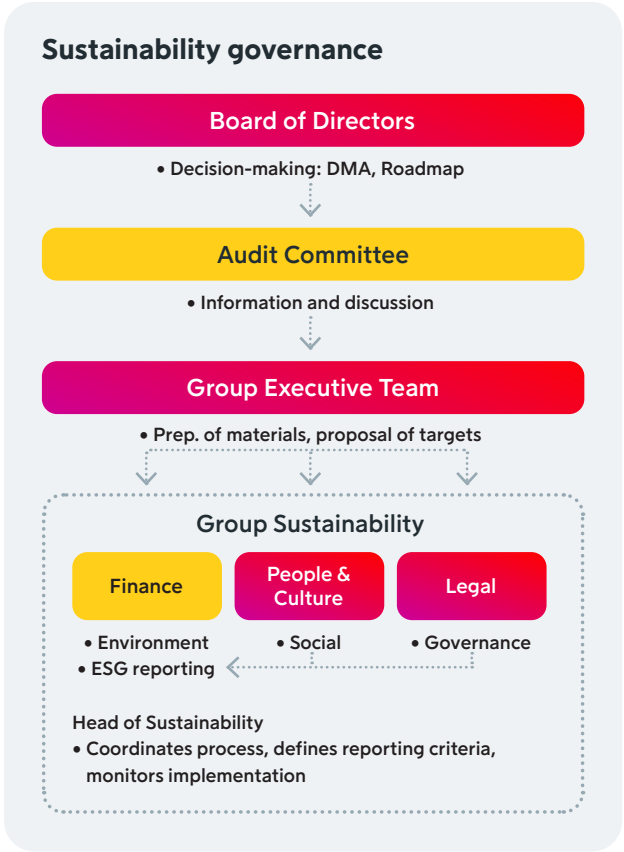 Sustainability governance
Board of Directors
• Decision-making: DMA, Roadmap
Audit Committee
• Information and discussion
Group Executive Team
• Prep. of materials, proposal of targets
Group Sustainability
Finance
People &
Culture
Legal
• Environment
• ESG reporting
• Social
• Governance
Head of Sustainability
• Coordinates process, defines reporting criteria,
monitors implementation